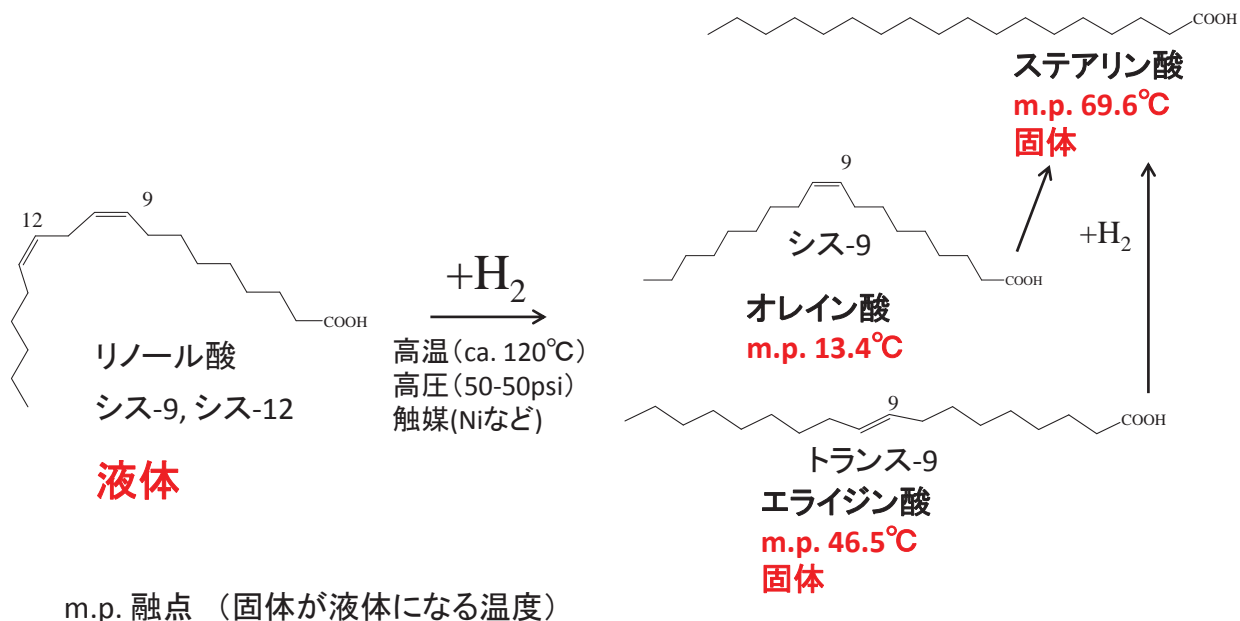 COOH
ステアリン酸
m.p. 69.6℃
固体
9
12
9
シス-9
+H2
COOH
+H2
オレイン酸
m.p. 13.4℃
COOH
リノール酸
高温(ca. 120℃)
高圧(50-50psi)
シス-9, シス-12
触媒(Niなど)
9
COOH
トランス-9
液体
エライジン酸
m.p. 46.5℃
固体
m.p. 融点 (固体が液体になる温度)